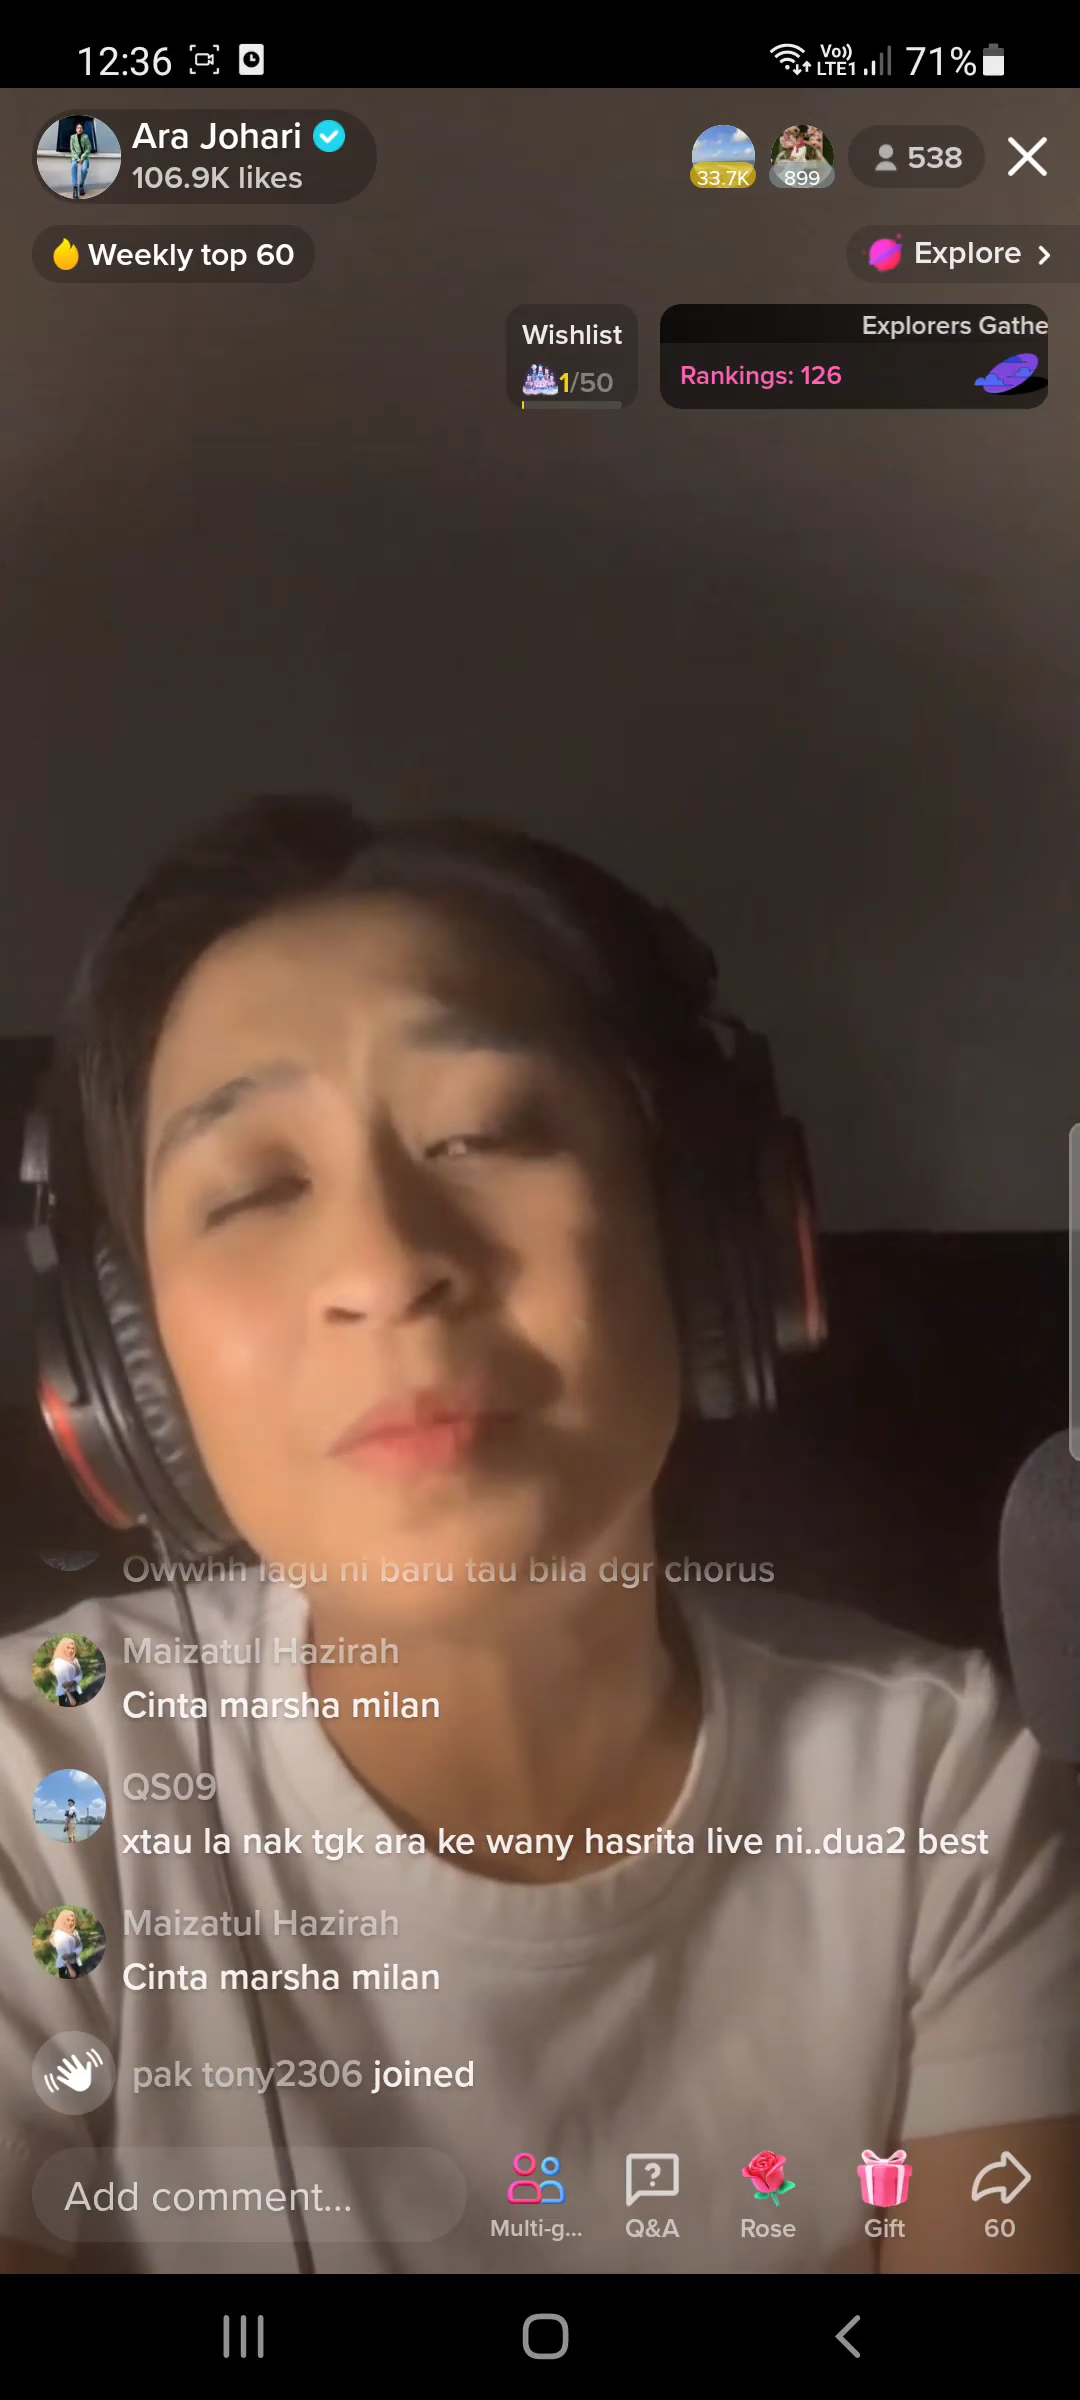 12:36
Vo)) LTE1 71%
Ara Johari
106.9K likes
33.7K
899
538
Weekly top 60
Explore
Wishlist
1/50
Explorers Gathe
Rankings: 126
Owwhh lagu ni baru tau bila dgr chorus
Maizatul Hazirah
Cinta marsha milan
QS09
xtau la nak tgk ara ke wany hasrita live ni..dua2 best
Maizatul Hazirah
Cinta marsha milan
pak tony2306 joined
Add comment...
Multi-g...
Q&A
Rose
Gift
60